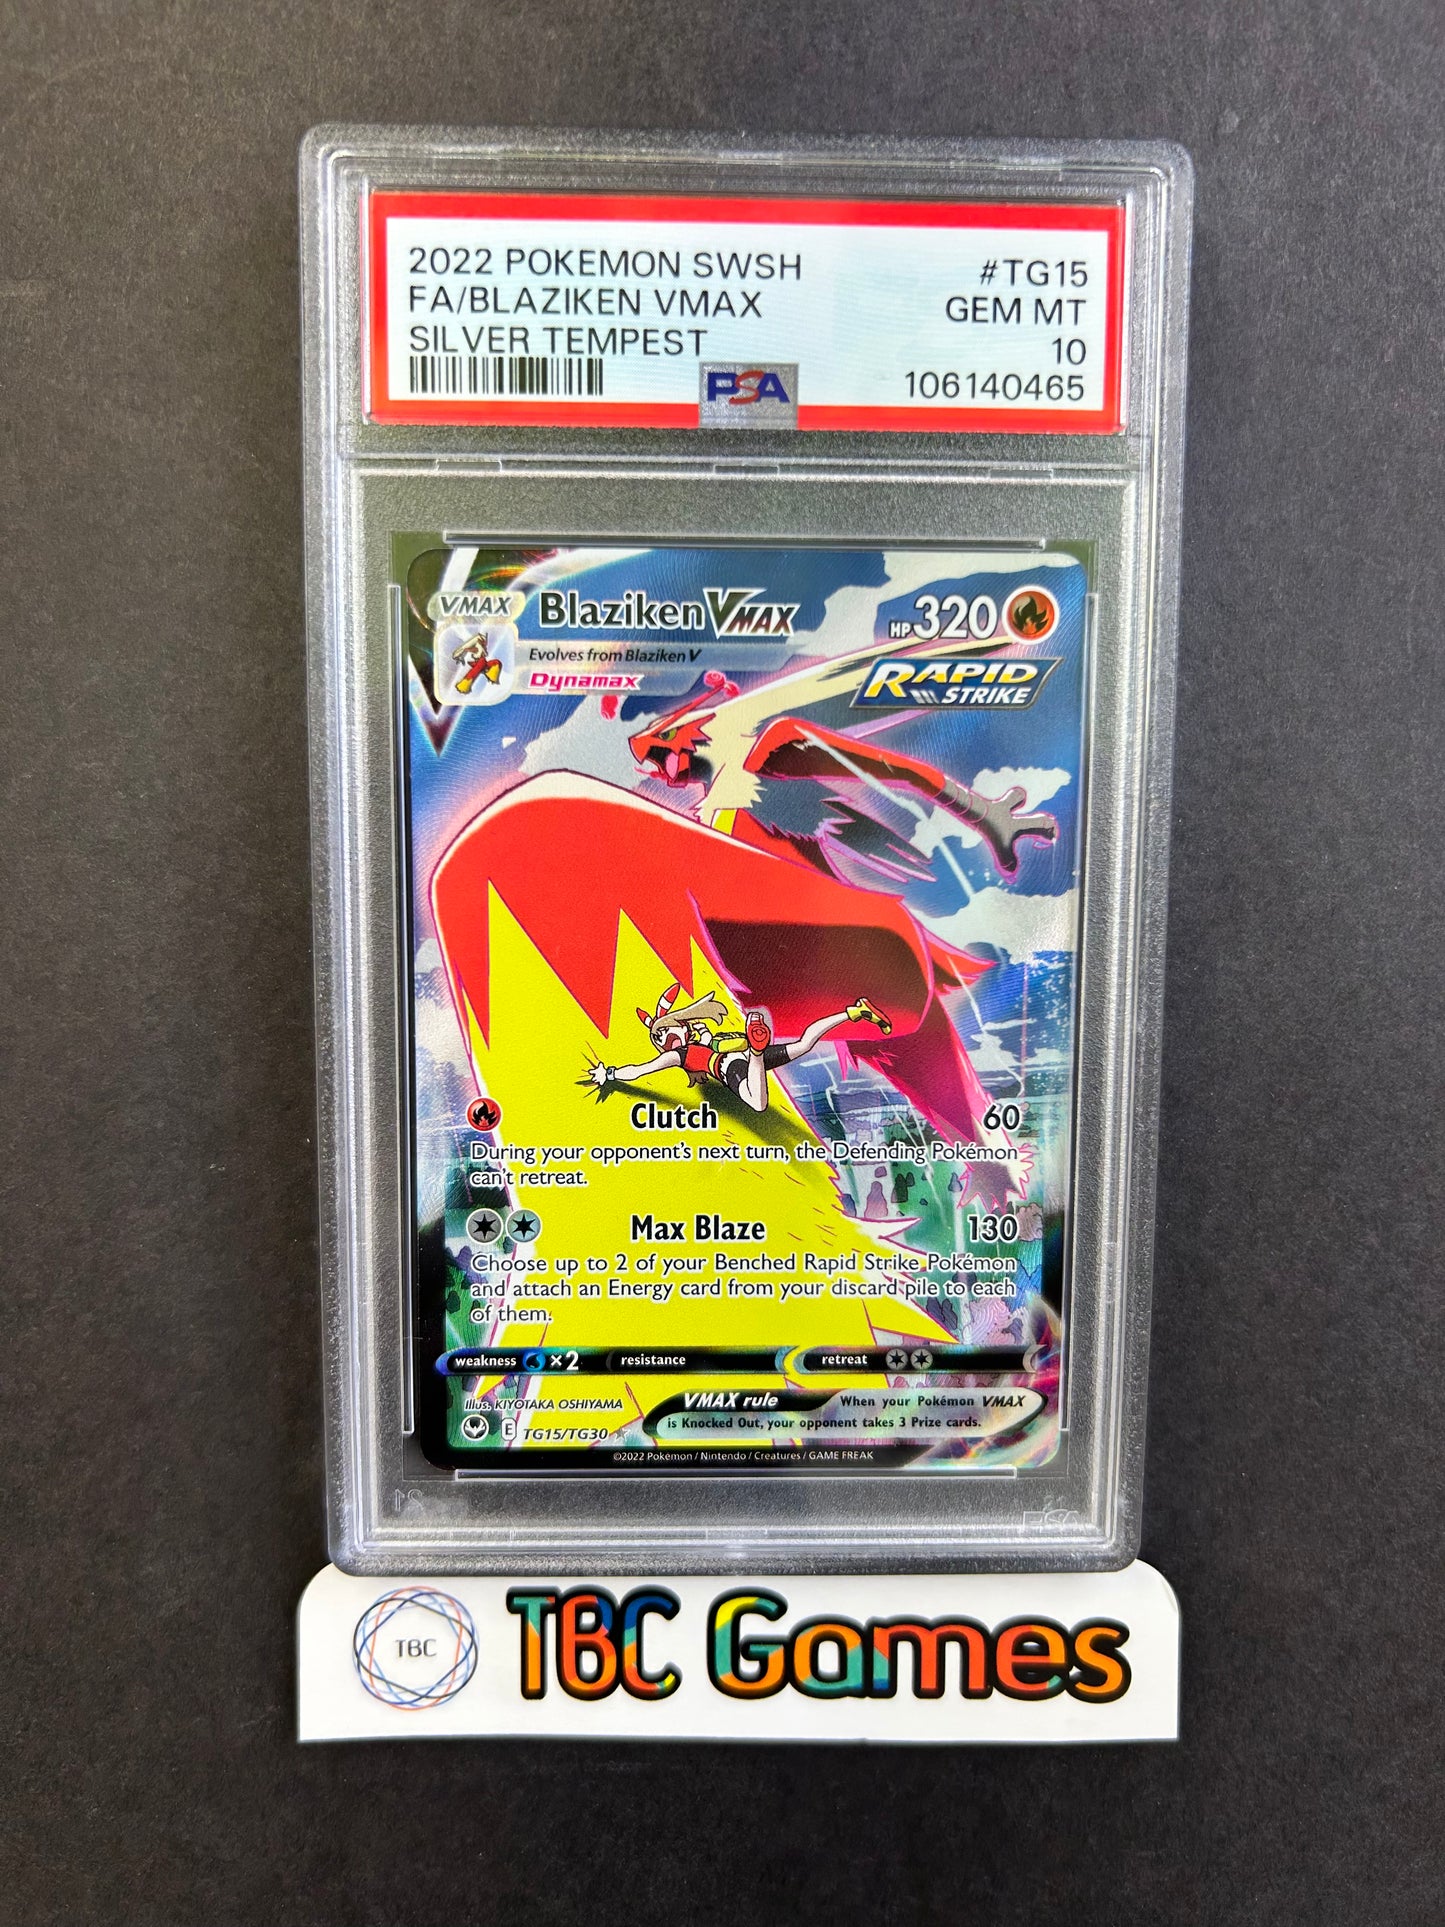 2022 POKEMON SWSH #TG15
FA/BLAZIKEN VMAX GEM MT
SILVER TEMPEST 10
PSA 106140465
VMAX Blaziken VMAX HP 320
Evolves from Blaziken V
Dynamax
RAPID
STRIKE
Clutch 60
During your opponent's next turn, the Defending Pokémon
can't retreat.
Max Blaze 130
Choose up to 2 of your Benched Rapid Strike Pokémon
and attach an Energy card from your discard pile to each
of them.
weakness ×2 resistance retreat
Illus. KIYOTAKA OSHIYAMA
VMAX rule When your Pokémon VMAX
is Knocked Out, your opponent takes 3 Prize cards.
E TG15/TG30
©2022 Pokémon / Nintendo / Creatures / GAME FREAK
TBC TBC Games